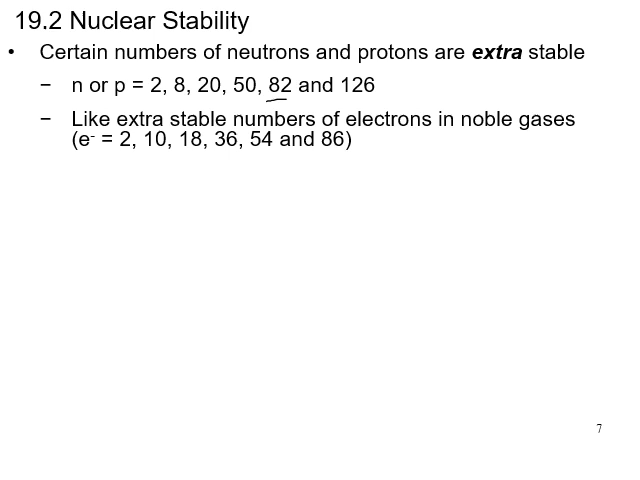 19.2 Nuclear Stability
• Certain numbers of neutrons and protons are extra stable
− n or p = 2, 8, 20, 50, 82 and 126
− Like extra stable numbers of electrons in noble gases
(e- = 2, 10, 18, 36, 54 and 86)
7